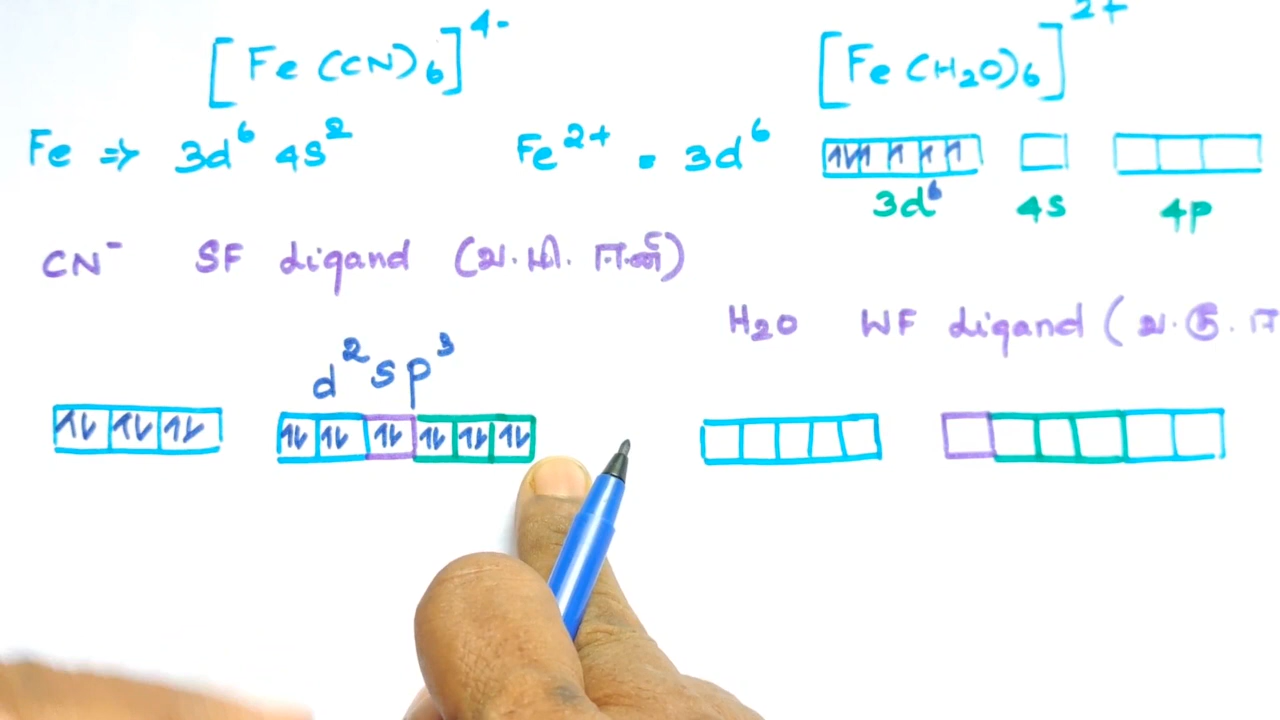 [Fe(CN)6]4- [Fe(H2O)6]2+
Fe => 3d6 4s2 Fe2+ = 3d6 ↑↓ ↑ ↑ ↑ ↑
3d6 4s 4p
CN- SF Ligand (வ.பு.
H2O WF Ligand (வ.கு.
d2sp3
↑↓ ↑↓ ↑↓ ↑↓ ↑↓ ↑↓ ↑↓ ↑↓ ↑↓